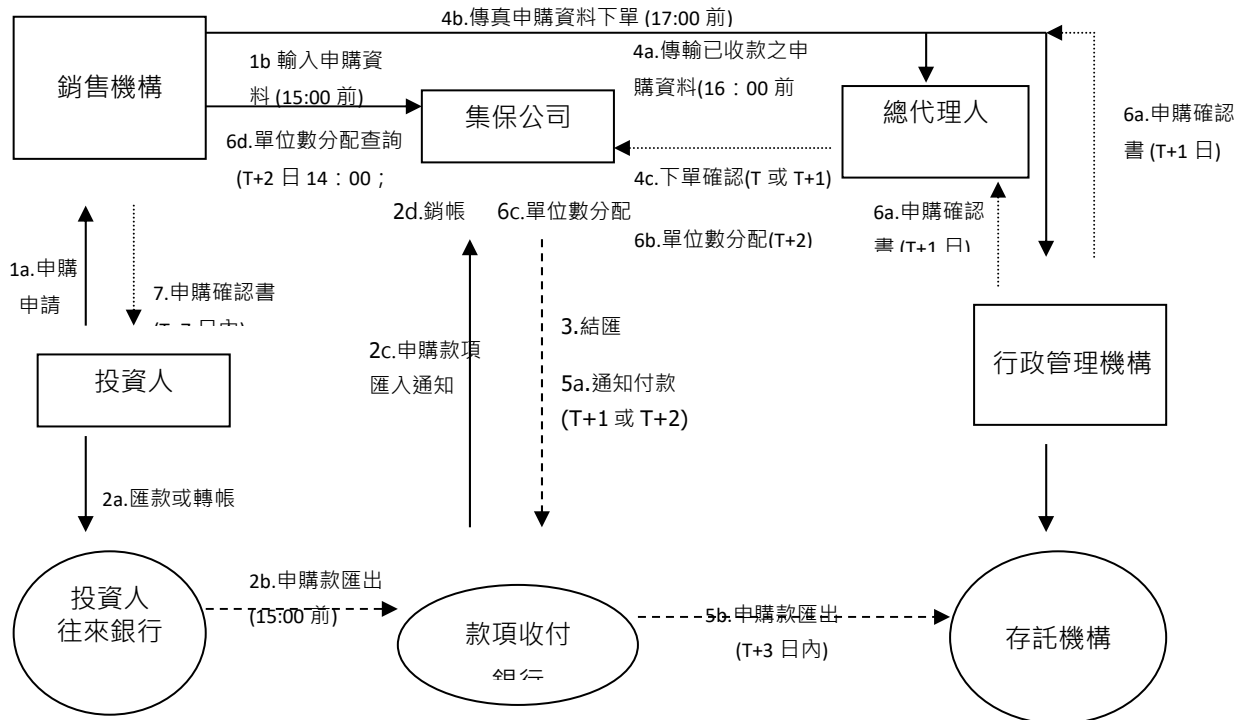 4b.傳真申購資料下單 (17:00 前)
銷售機構
1b 輸入申購資
料 (15:00 前)
4a.傳輸已收款之申
購資料(16：00 前
集保公司
總代理人
6a.申購確認
書 (T+1 日)
6d.單位數分配查詢
(T+2 日 14：00；
4c.下單確認(T 或 T+1)
2d.銷帳
6c.單位數分配
6b.單位數分配(T+2)
6a.申購確認
書 (T+1 日)
1a.申購
申請
7.申購確認書
日內)
3.結匯
2c.申購款項
匯入通知
5a.通知付款
(T+1 或 T+2)
投資人
行政管理機構
2a.匯款或轉帳
投資人
往來銀行
2b.申購款匯出
(15:00 前)
款項收付
銀行
5b.申購款匯出
(T+3 日內)
存託機構